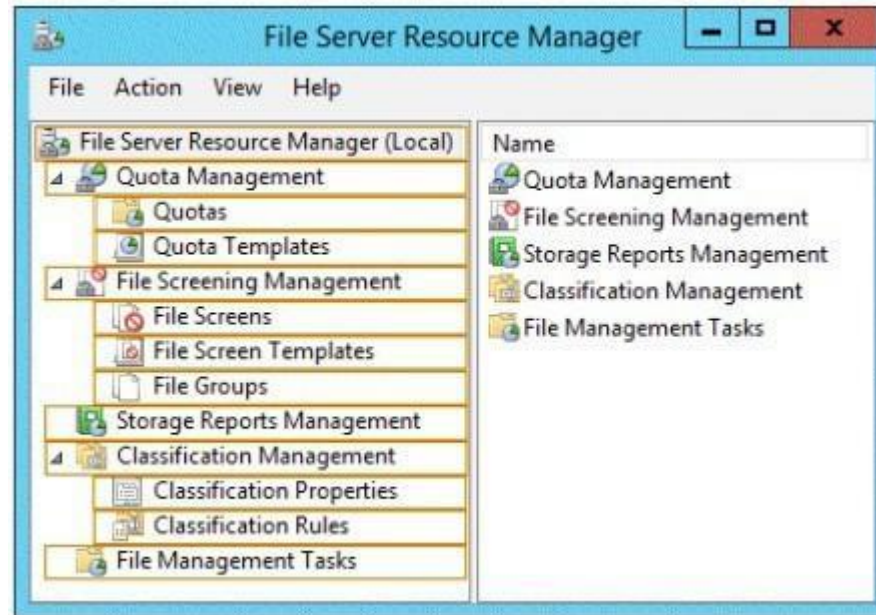 File Server Resource Manager
File Action View Help
File Server Resource Manager (Local)
Quota Management
Quotas
Quota Templates
File Screening Management
File Screens
File Screen Templates
File Groups
Storage Reports Management
Classification Management
Classification Properties
Classification Rules
File Management Tasks
Name
Quota Management
File Screening Management
Storage Reports Management
Classification Management
File Management Tasks